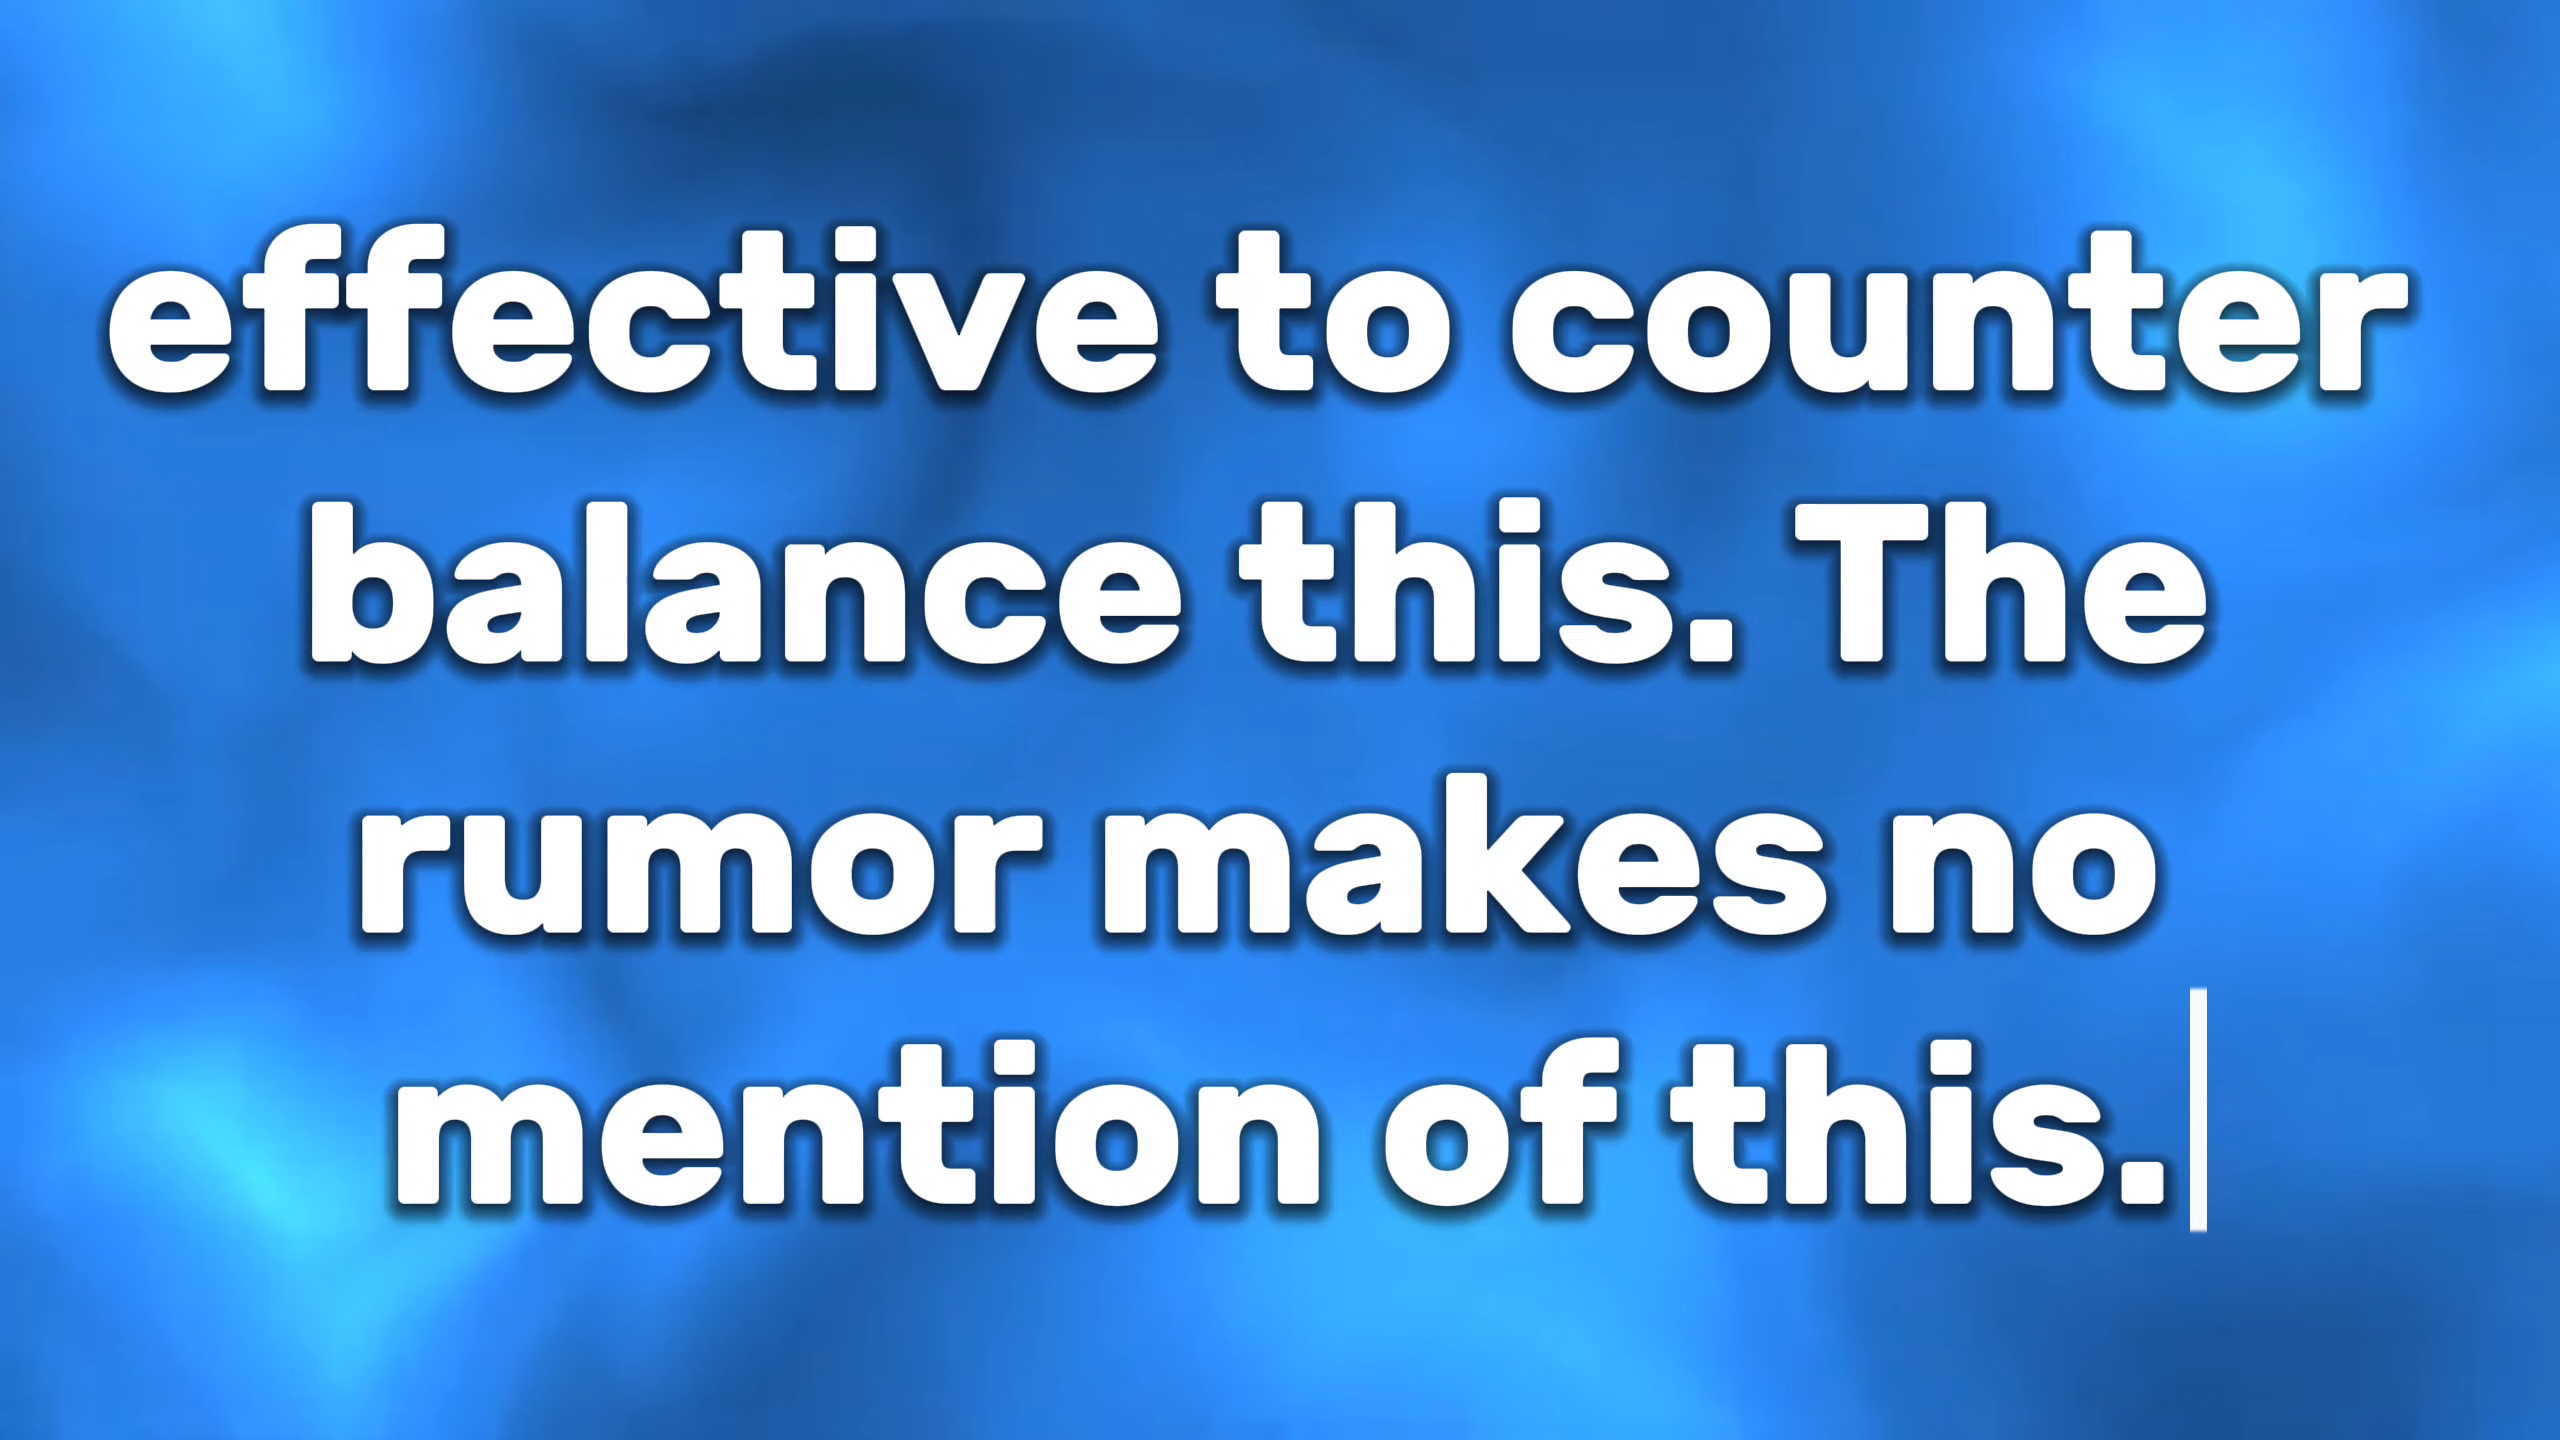 effective to counter
balance this. The
rumor makes no
mention of this.